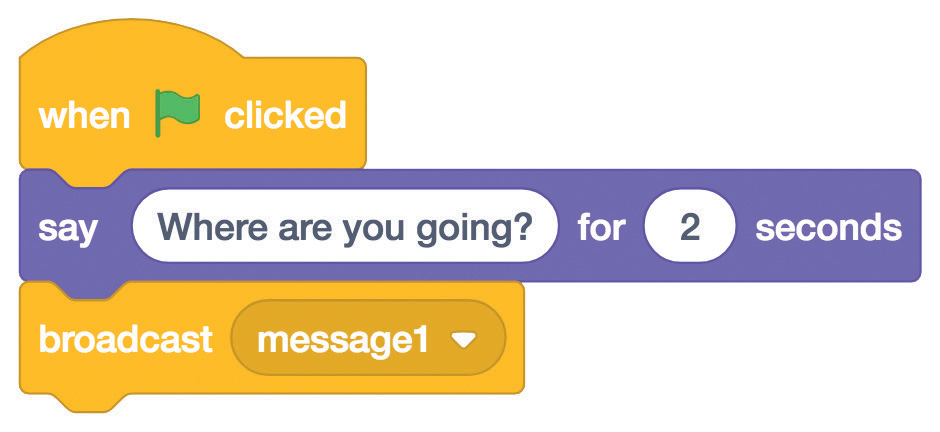 when clicked
say Where are you going? for 2 seconds
broadcast message1